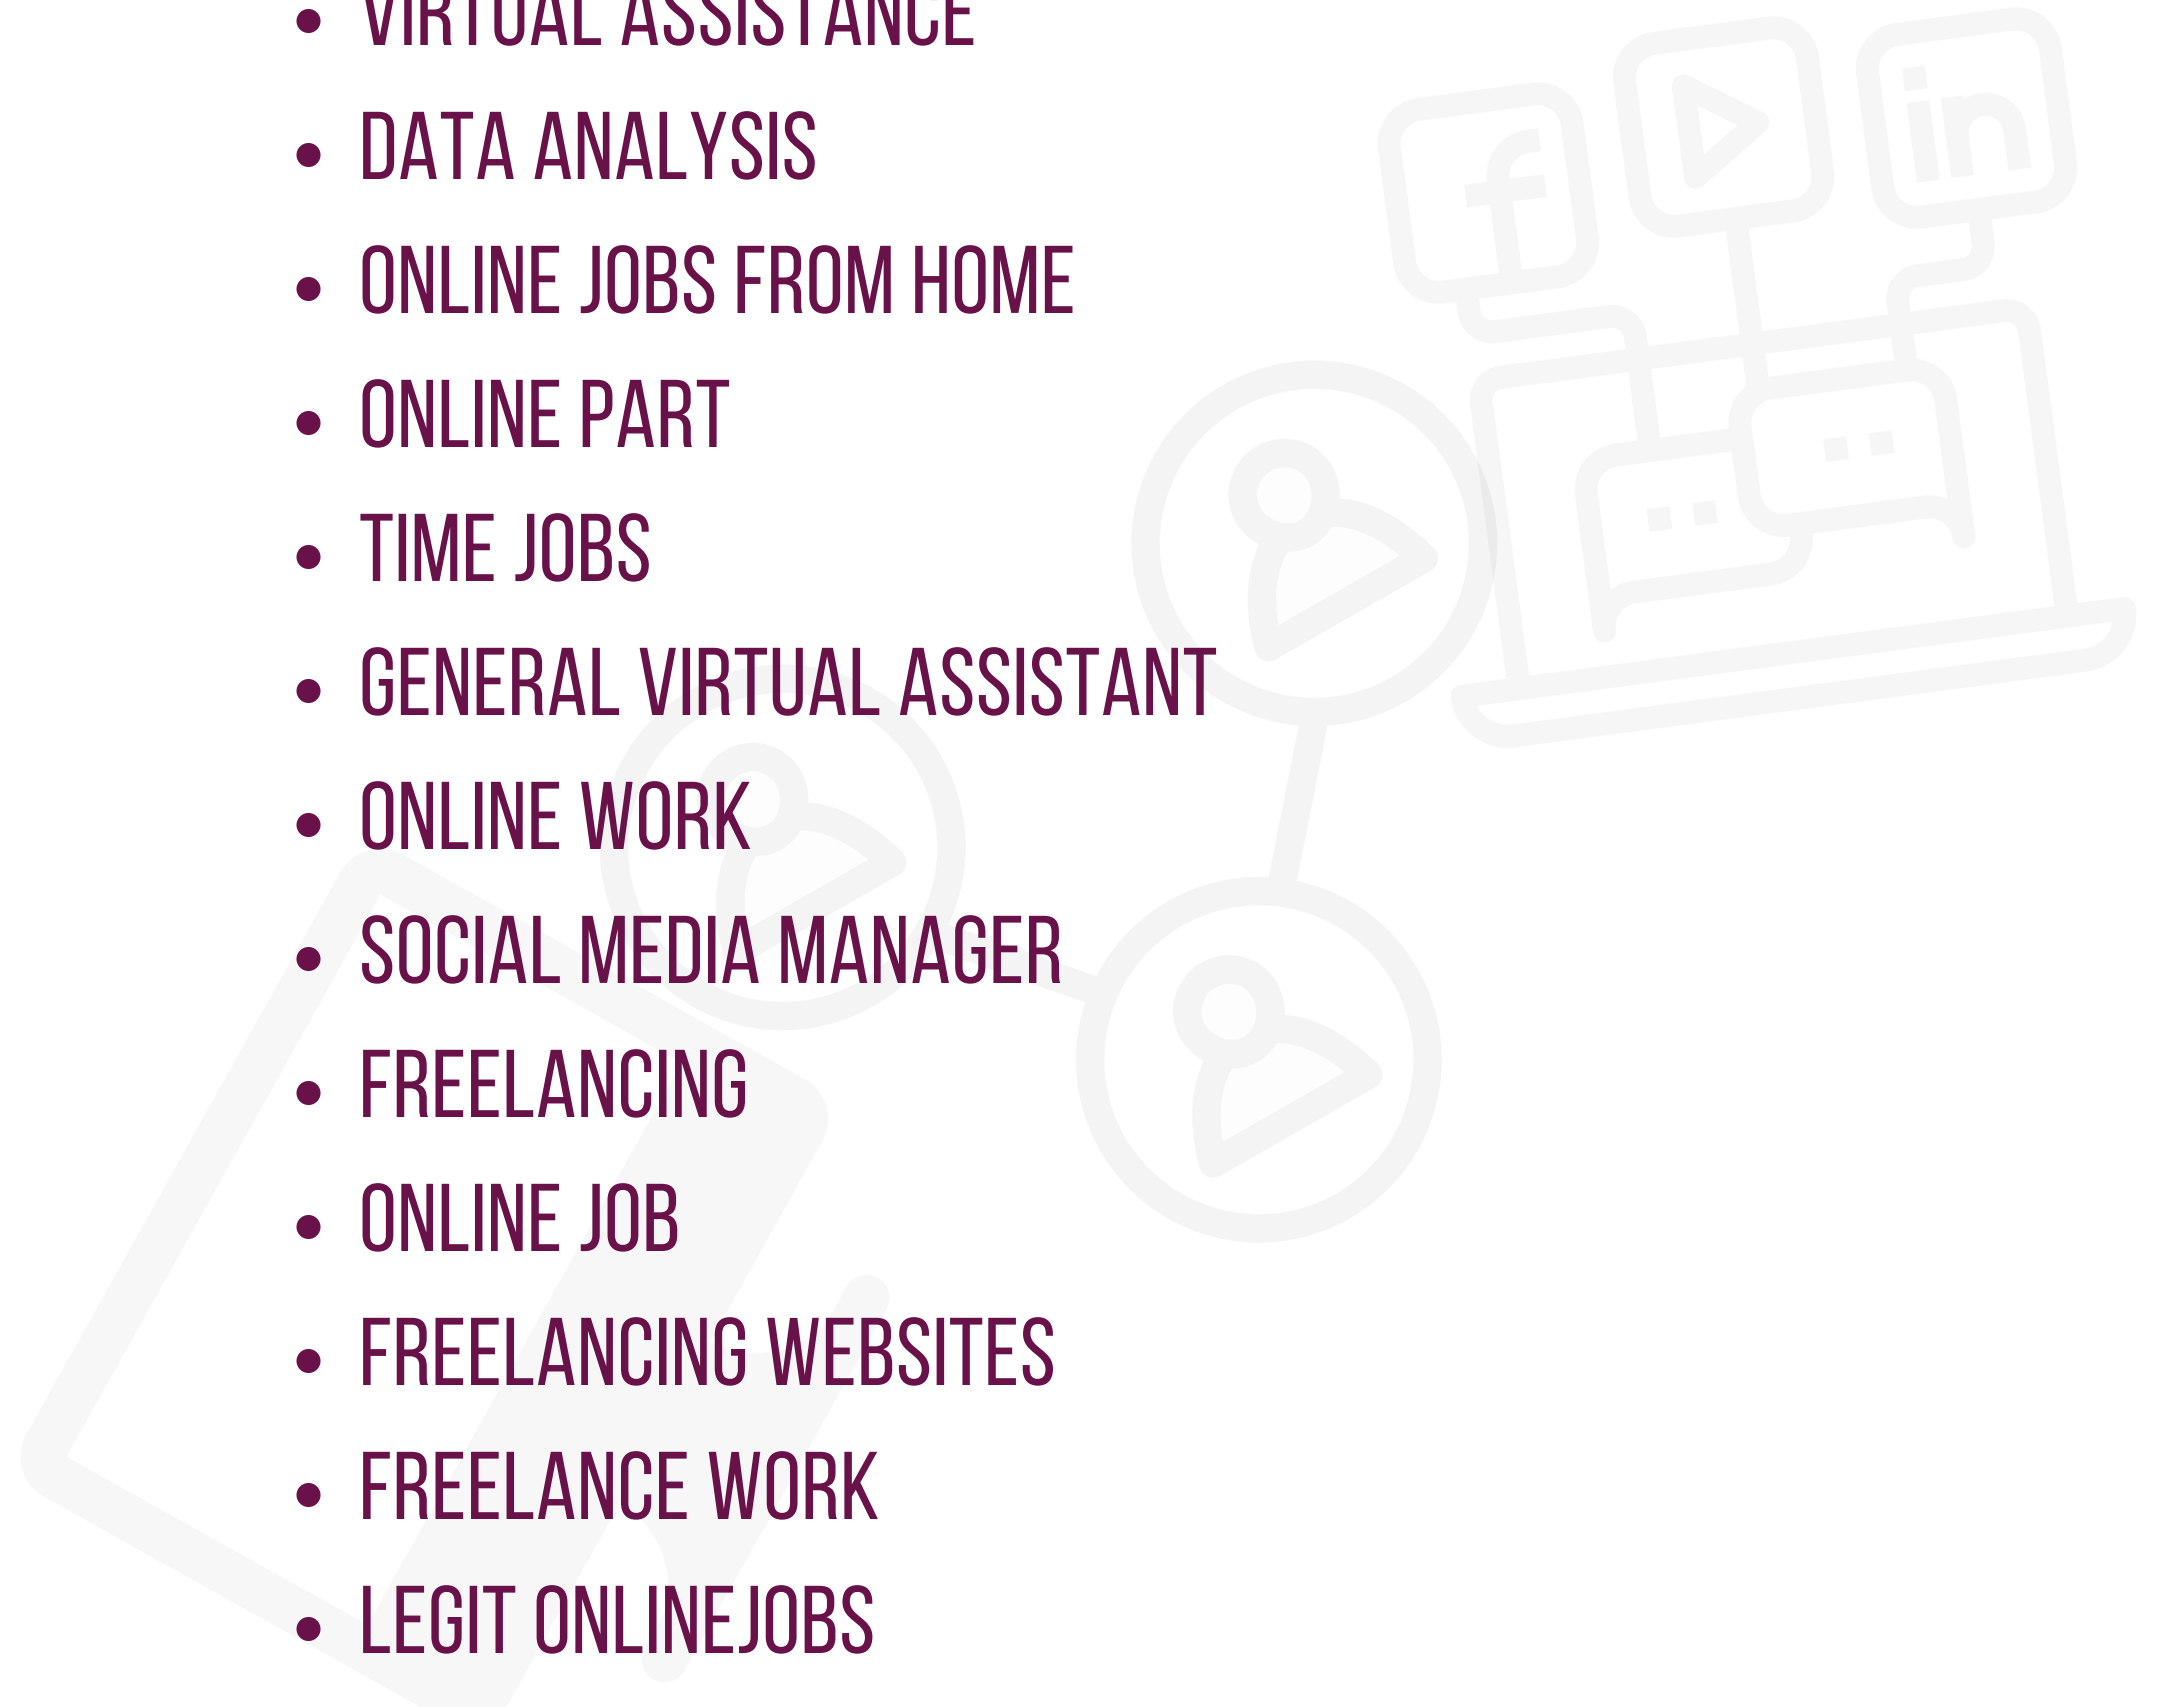 VIRTUAL ASSISTANCE
DATA ANALYSIS
ONLINE JOBS FROM HOME
ONLINE PART
TIME JOBS
GENERAL VIRTUAL ASSISTANT
ONLINE WORK
SOCIAL MEDIA MANAGER
FREELANCING
ONLINE JOB
FREELANCING WEBSITES
FREELANCE WORK
LEGIT ONLINEJOBS